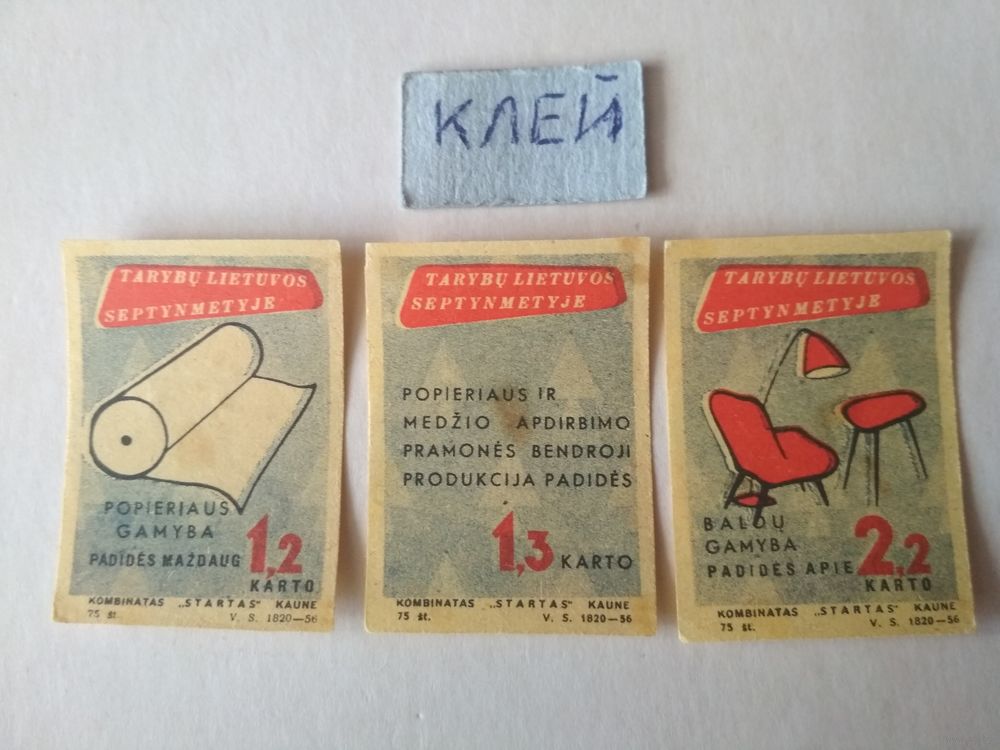 КЛЕЙ
TARYBŲ LIETUVOS
SEPTYNMETYJE
POPIERIAUS
GAMYBA
PADIDĖS MAŽDAUG 1,2
KARTO
KOMBINATAS „STARTAS“ KAUNE
75 št. V. S. 1820—56
TARYBŲ LIETUVOS
SEPTYNMETYJE
POPIERIAUS IR
MEDŽIO APDIRBIMO
PRAMONĖS BENDROJI
PRODUKCIJA PADIDĖS
1,3 KARTO
KOMBINATAS „STARTAS“ KAUNE
75 št. V. S. 1820—56
TARYBŲ LIETUVOS
SEPTYNMETYJE
BALDŲ
GAMYBA
PADIDĖS APIE 2,2
KARTO
KOMBINATAS „STARTAS“ KAUNE
75 št. V. S. 1820—56